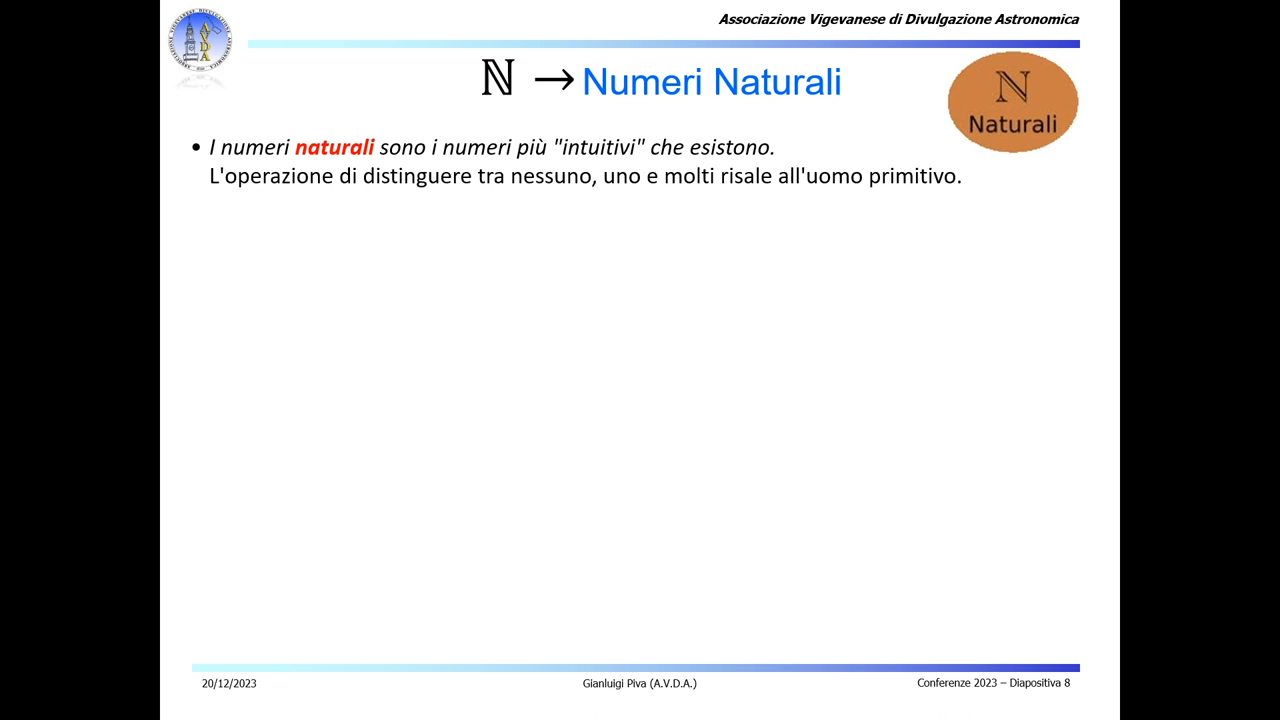 Associazione Vigevanese di Divulgazione Astronomica
AVDA
ℕ → Numeri Naturali
ℕ
Naturali
• I numeri naturali sono i numeri più "intuitivi" che esistono.
L'operazione di distinguere tra nessuno, uno e molti risale all'uomo primitivo.
20/12/2023
Gianluigi Piva (A.V.D.A.)
Conferenze 2023 – Diapositiva 8